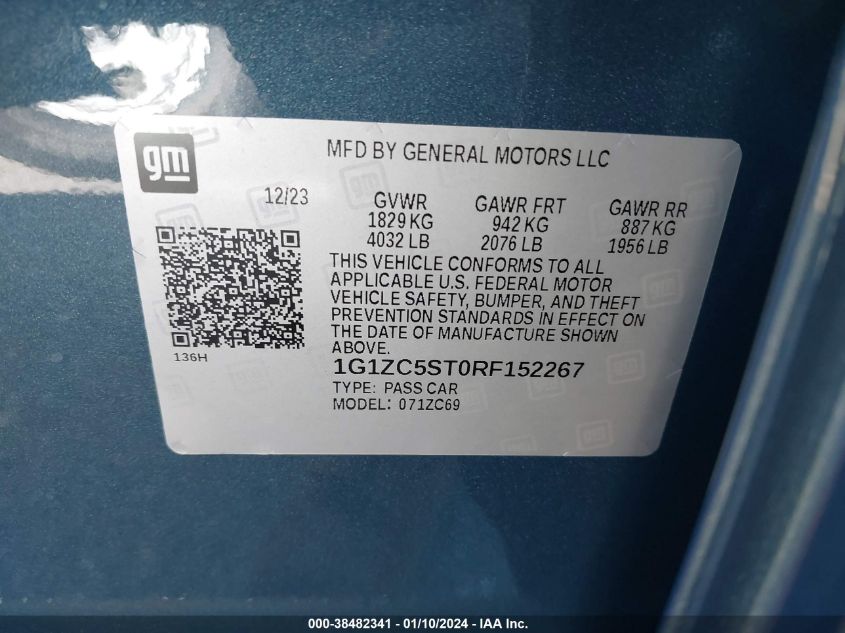 gm
MFD BY GENERAL MOTORS LLC
12/23 GVWR GAWR FRT GAWR RR
1829 KG 942 KG 887 KG
4032 LB 2076 LB 1956 LB
THIS VEHICLE CONFORMS TO ALL
APPLICABLE U.S. FEDERAL MOTOR
VEHICLE SAFETY, BUMPER, AND THEFT
PREVENTION STANDARDS IN EFFECT ON
THE DATE OF MANUFACTURE SHOWN
ABOVE.
136H
1G1ZC5ST0RF152267
TYPE: PASS CAR
MODEL: 071ZC69
000-38482341 - 01/10/2024 - IAA Inc.